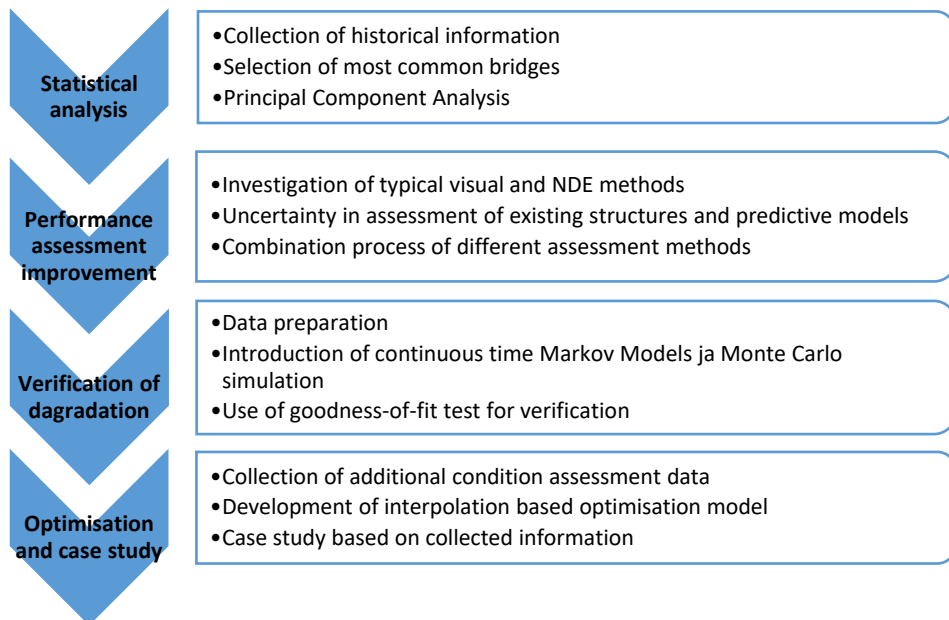 Statistical
analysis
•Collection of historical information
•Selection of most common bridges
•Principal Component Analysis
Performance
assessment
improvement
•Investigation of typical visual and NDE methods
•Uncertainty in assessment of existing structures and predictive models
•Combination process of different assessment methods
Verification of
dagradation
•Data preparation
•Introduction of continuous time Markov Models ja Monte Carlo
simulation
•Use of goodness-of-fit test for verification
Optimisation
and case study
•Collection of additional condition assessment data
•Development of interpolation based optimisation model
•Case study based on collected information